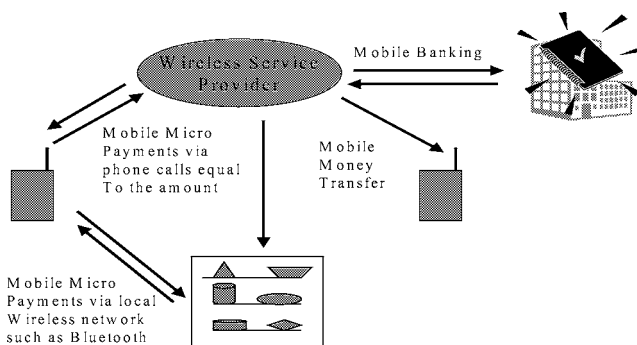 Wireless Service
Provider
Mobile Banking
Mobile Micro
Payments via
phone calls equal
To the amount
Mobile
Money
Transfer
Mobile Micro
Payments via local
Wireless network
such as Bluetooth